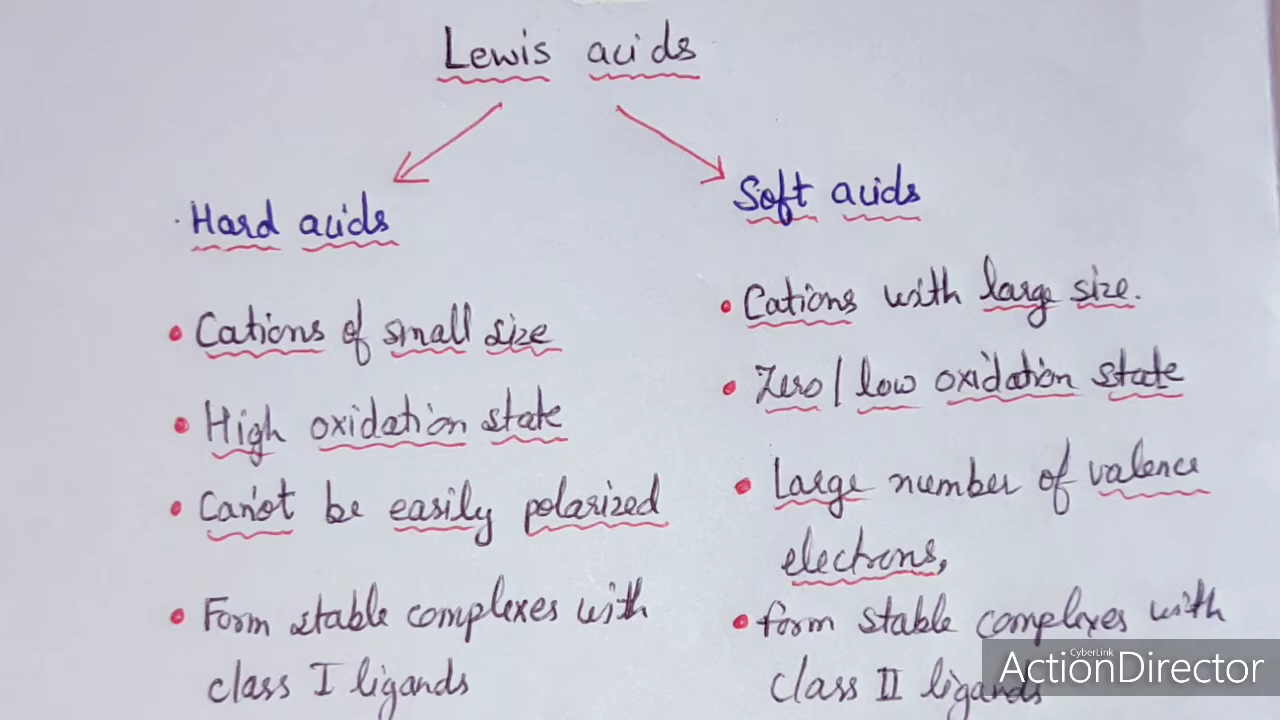 Lewis acids
Hard acids
• Cations of small size
• High oxidation state
• Can'ot be easily polarized
• Form stable complexes with
class I ligands
Soft acids
• Cations with large size.
• Zero/low oxidation state
• Large number of valence
electrons,
• form stable complexes with
class II ligands
CyberLink
ActionDirector